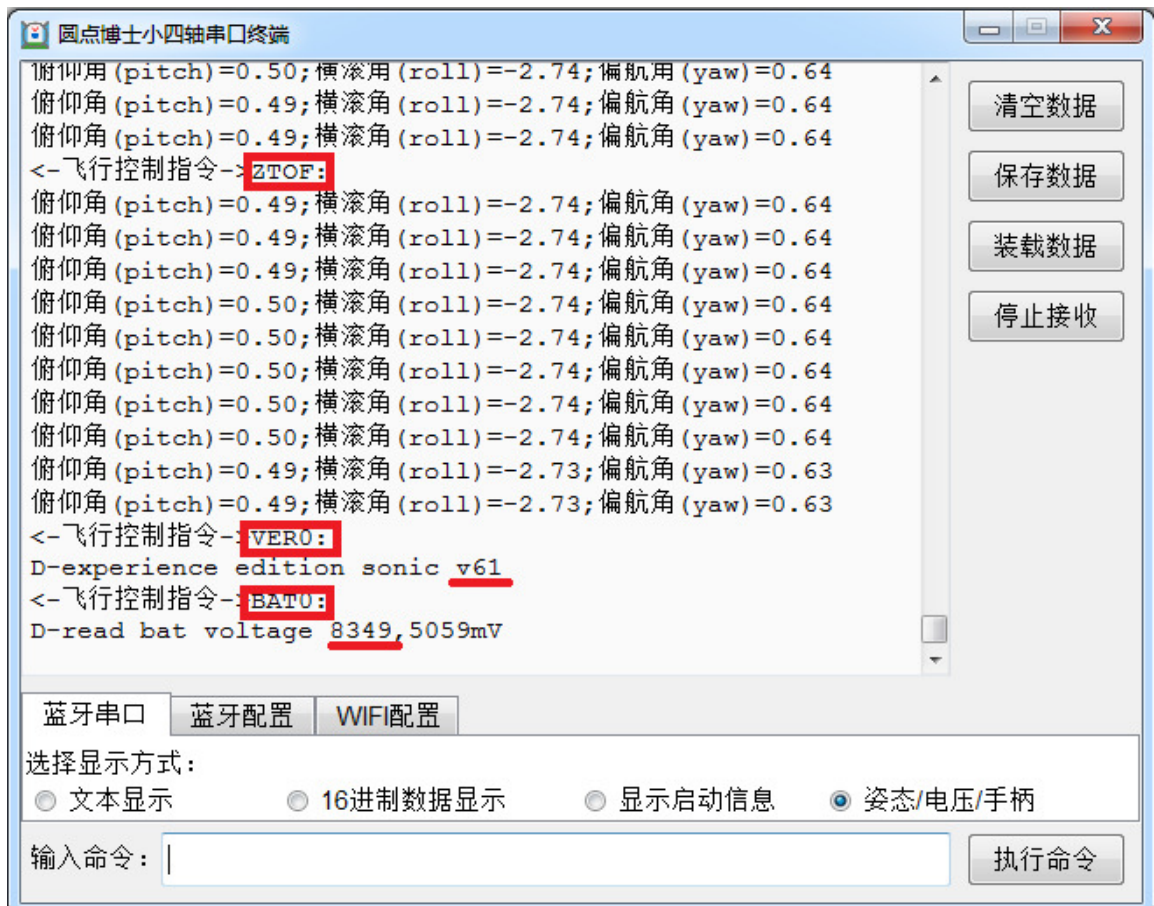 圆点博士小四轴串口终端
俯仰角(pitch)=0.50;横滚角(roll)=-2.74;偏航角(yaw)=0.64
俯仰角(pitch)=0.49;横滚角(roll)=-2.74;偏航角(yaw)=0.64
俯仰角(pitch)=0.49;横滚角(roll)=-2.74;偏航角(yaw)=0.64
<-飞行控制指令->ZTOF:
俯仰角(pitch)=0.49;横滚角(roll)=-2.74;偏航角(yaw)=0.64
俯仰角(pitch)=0.49;横滚角(roll)=-2.74;偏航角(yaw)=0.64
俯仰角(pitch)=0.49;横滚角(roll)=-2.74;偏航角(yaw)=0.64
俯仰角(pitch)=0.50;横滚角(roll)=-2.74;偏航角(yaw)=0.64
俯仰角(pitch)=0.50;横滚角(roll)=-2.74;偏航角(yaw)=0.64
俯仰角(pitch)=0.50;横滚角(roll)=-2.74;偏航角(yaw)=0.64
俯仰角(pitch)=0.50;横滚角(roll)=-2.74;偏航角(yaw)=0.64
俯仰角(pitch)=0.50;横滚角(roll)=-2.74;偏航角(yaw)=0.64
俯仰角(pitch)=0.49;横滚角(roll)=-2.73;偏航角(yaw)=0.63
俯仰角(pitch)=0.49;横滚角(roll)=-2.73;偏航角(yaw)=0.63
<-飞行控制指令->VER0:
D-experience edition sonic v61
<-飞行控制指令->BAT0:
D-read bat voltage 8349,5059mV
清空数据
保存数据
装载数据
停止接收
蓝牙串口 蓝牙配置 WIFI配置
选择显示方式:
文本显示 16进制数据显示 显示启动信息 姿态/电压/手柄
输入命令: 执行命令